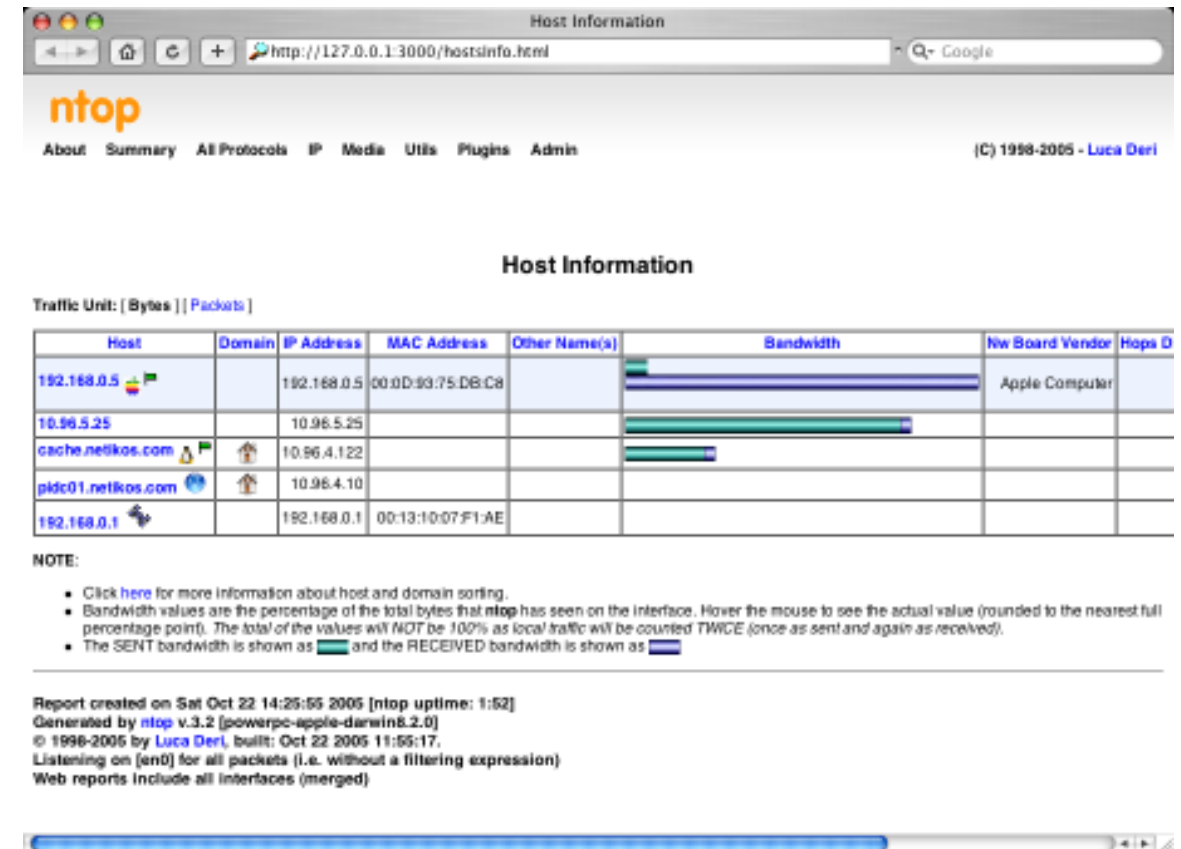 Host Information
http://127.0.0.1:3000/hostsinfo.html
Google
ntop
About Summary All Protocols IP Media Utils Plugins Admin
(C) 1998-2005 - Luca Deri
Host Information
Traffic Unit: [ Bytes ] [ Packets ]
Host Domain IP Address MAC Address Other Name(s) Bandwidth Nw Board Vendor Hops D
192.168.0.5 192.168.0.5 00:0D:93:75:DB:C8 Apple Computer
10.96.5.25 10.96.5.25
cache.netikos.com 10.96.4.122
pidc01.netikos.com 10.96.4.10
192.168.0.1 192.168.0.1 00:13:10:07:F1:AE
NOTE:
Click here for more information about host and domain sorting.
Bandwidth values are the percentage of the total bytes that ntop has seen on the interface. Hover the mouse to see the actual value (rounded to the nearest full
percentage point). The total of the values will NOT be 100% as local traffic will be counted TWICE (once as sent and again as received).
The SENT bandwidth is shown as and the RECEIVED bandwidth is shown as
Report created on Sat Oct 22 14:25:55 2005 [ntop uptime: 1:52]
Generated by ntop v.3.2 [powerpc-apple-darwin8.2.0]
© 1998-2005 by Luca Deri, built: Oct 22 2005 11:55:17.
Listening on [en0] for all packets (i.e. without a filtering expression)
Web reports include all interfaces (merged)